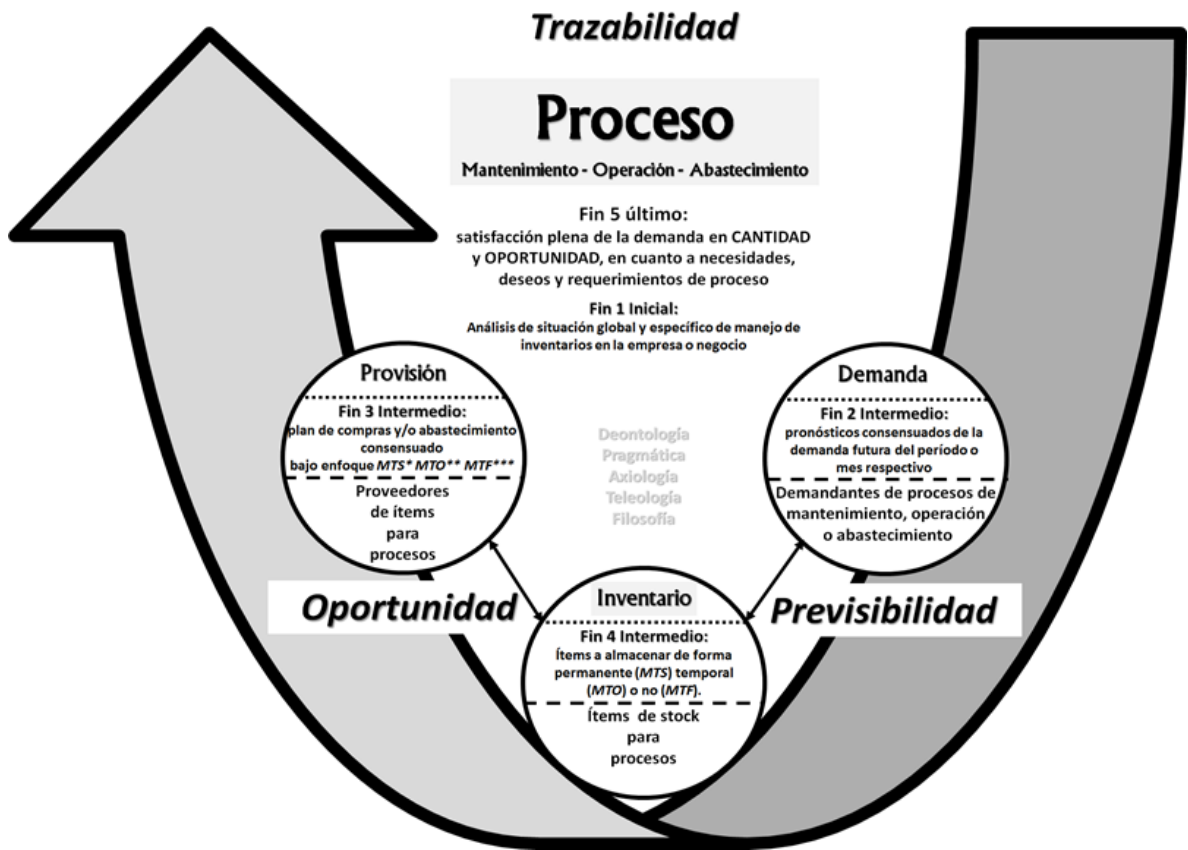 Trazabilidad
Proceso
Mantenimiento - Operación - Abastecimiento
Fin 5 último:
satisfacción plena de la demanda en CANTIDAD
y OPORTUNIDAD, en cuanto a necesidades,
deseos y requerimientos de proceso
Fin 1 Inicial:
Análisis de situación global y específico de manejo de
inventarios en la empresa o negocio
Provisión
Fin 3 Intermedio:
plan de compras y/o abastecimiento
consensuado
bajo enfoque MTS* MTO** MTF***
Proveedores
de ítems
para
procesos
Deontología
Pragmática
Axiología
Teleología
Filosofía
Demanda
Fin 2 Intermedio:
pronósticos consensuados de la
demanda futura del período o
mes respectivo
Demandantes de procesos de
mantenimiento, operación
o abastecimiento
Oportunidad
Previsibilidad
Inventario
Fin 4 Intermedio:
Ítems a almacenar de forma
permanente (MTS) temporal
(MTO) o no (MTF).
Ítems de stock
para
procesos